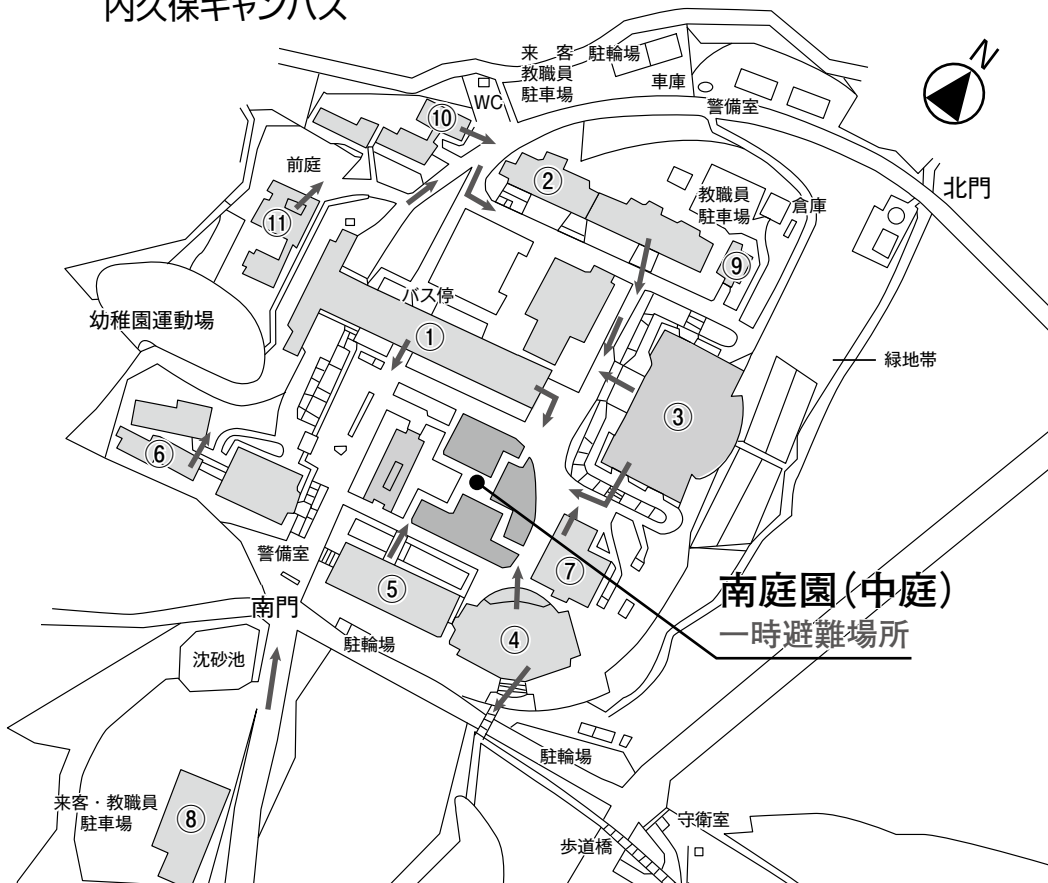 内久保キャンパス
N
来　客
教職員
駐車場
駐輪場
車庫
警備室
WC
⑩
北門
前庭
②
教職員
駐車場
倉庫
⑪
⑨
バス停
幼稚園運動場
①
緑地帯
③
⑥
警備室
⑤
⑦
南庭園(中庭)
一時避難場所
南門
④
駐輪場
沈砂池
駐輪場
来客・教職員
駐車場
⑧
守衛室
歩道橋